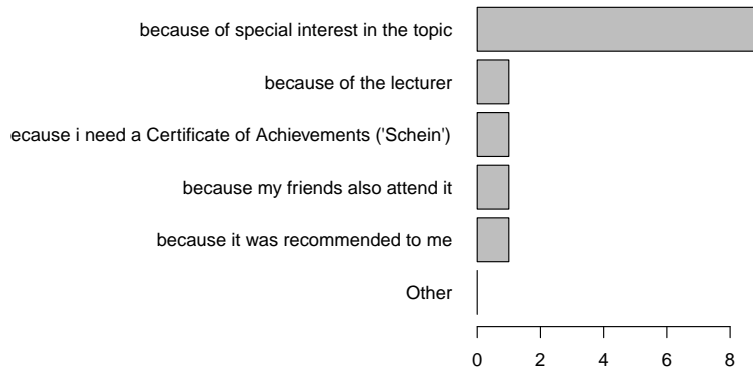 because of special interest in the topic
because of the lecturer
ecause i need a Certificate of Achievements ('Schein')
because my friends also attend it
because it was recommended to me
Other
0 2 4 6 8